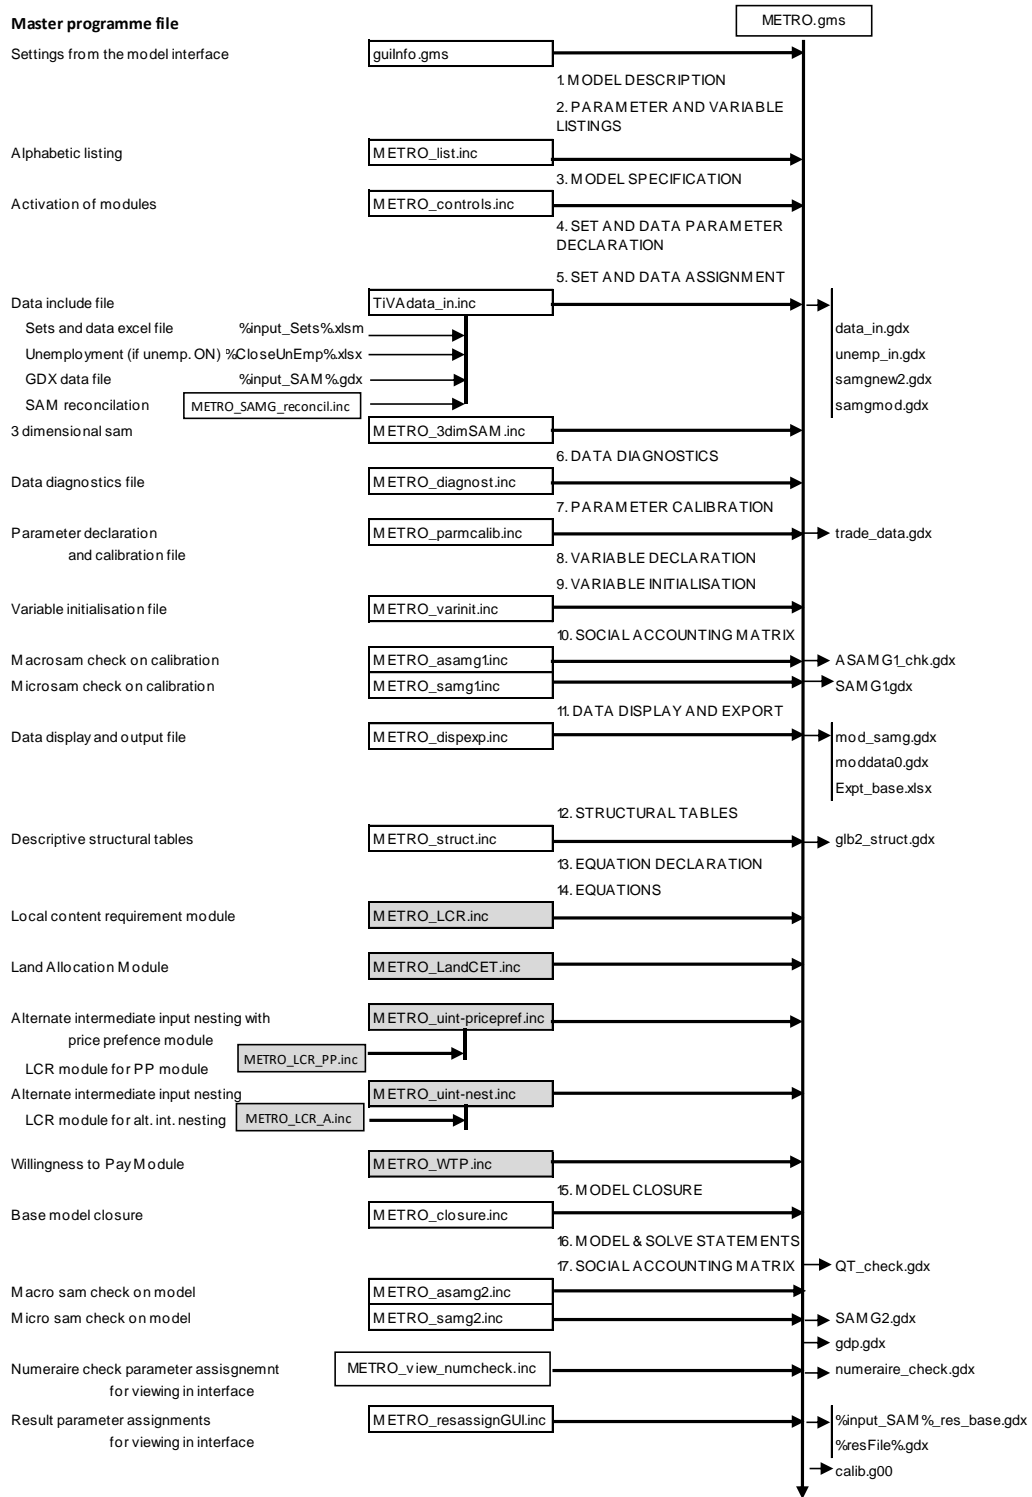 METRO.gms
Master programme file
Settings from the model interface
guiInfo.gms
1. MODEL DESCRIPTION
2. PARAMETER AND VARIABLE
LISTINGS
Alphabetic listing
METRO_list.inc
3. MODEL SPECIFICATION
Activation of modules
METRO_controls.inc
4. SET AND DATA PARAMETER
DECLARATION
5. SET AND DATA ASSIGNMENT
Data include file
TiVAdata_in.inc
Sets and data excel file
%input_Sets%.xlsm
data_in.gdx
Unemployment (if unemp. ON) %CloseUnEmp%.xlsx
unemp_in.gdx
GDX data file
%input_SAM%.gdx
samgnew2.gdx
SAM reconcilation
METRO_SAMG_reconcil.inc
samgmod.gdx
3 dimensional sam
METRO_3dimSAM.inc
6. DATA DIAGNOSTICS
Data diagnostics file
METRO_diagnost.inc
7. PARAMETER CALIBRATION
Parameter declaration
and calibration file
METRO_parmcalib.inc
trade_data.gdx
8. VARIABLE DECLARATION
9. VARIABLE INITIALISATION
Variable initialisation file
METRO_varinit.inc
10. SOCIAL ACCOUNTING MATRIX
Macrosam check on calibration
METRO_asamg1.inc
ASAMG1_chk.gdx
Microsam check on calibration
METRO_samg1.inc
SAMG1.gdx
11. DATA DISPLAY AND EXPORT
Data display and output file
METRO_dispexp.inc
mod_samg.gdx
moddata0.gdx
Expt_base.xlsx
12. STRUCTURAL TABLES
Descriptive structural tables
METRO_struct.inc
glb2_struct.gdx
13. EQUATION DECLARATION
14. EQUATIONS
Local content requirement module
METRO_LCR.inc
Land Allocation Module
METRO_LandCET.inc
Alternate intermediate input nesting with
price prefence module
METRO_uint-pricepref.inc
LCR module for PP module
METRO_LCR_PP.inc
Alternate intermediate input nesting
METRO_uint-nest.inc
LCR module for alt. int. nesting
METRO_LCR_A.inc
Willingness to Pay Module
METRO_WTP.inc
15. MODEL CLOSURE
Base model closure
METRO_closure.inc
16. MODEL & SOLVE STATEMENTS
17. SOCIAL ACCOUNTING MATRIX
QT_check.gdx
Macro sam check on model
METRO_asamg2.inc
Micro sam check on model
METRO_samg2.inc
SAMG2.gdx
gdp.gdx
Numeraire check parameter assisgnemnt
for viewing in interface
METRO_view_numcheck.inc
numeraire_check.gdx
Result parameter assignments
for viewing in interface
METRO_resassignGUI.inc
%input_SAM%_res_base.gdx
%resFile%.gdx
calib.g00